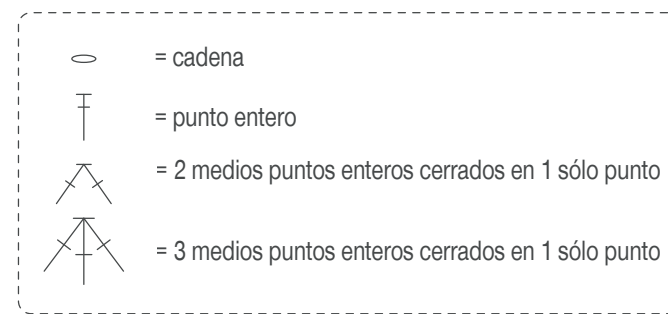 = cadena
= punto entero
= 2 medios puntos enteros cerrados en 1 sólo punto
= 3 medios puntos enteros cerrados en 1 sólo punto